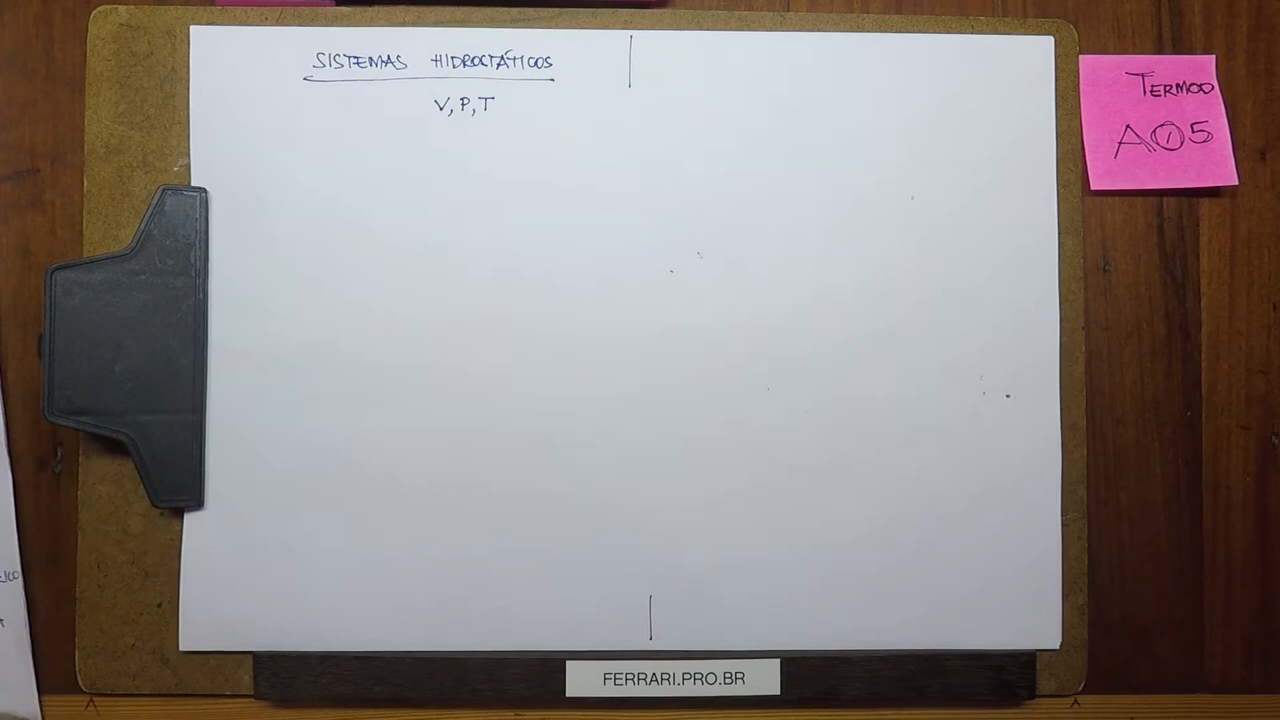 SISTEMAS HIDROSTÁTICOS
V, P, T
TERMOD
A05
FERRARI.PRO.BR